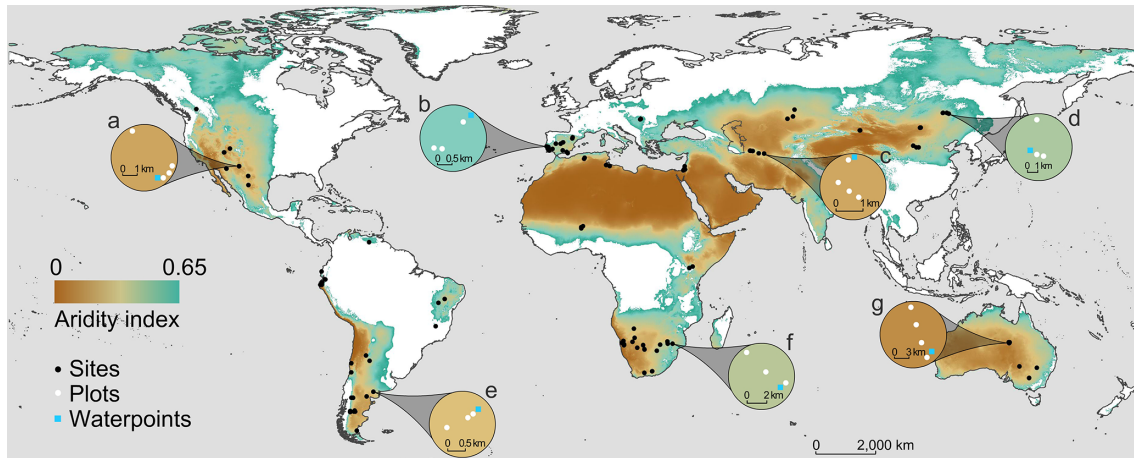 a
0 1 km
b
0 0.5 km
c
0 1 km
d
0 1 km
0 0.65
Aridity index
Sites
Plots
Waterpoints
e
0 0.5 km
f
0 2 km
g
0 3 km
0 2,000 km